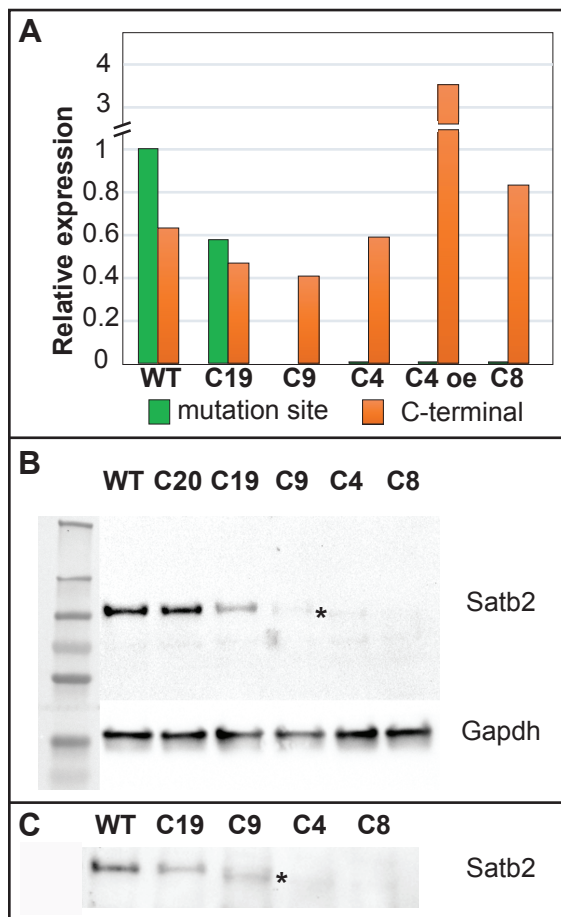 A
Relative expression
4
3
1
0.8
0.6
0.4
0.2
0
WT C19 C9 C4 C4 oe C8
mutation site C-terminal
B
WT C20 C19 C9 C4 C8
Satb2
*
Gapdh
C
WT C19 C9 C4 C8
Satb2
*